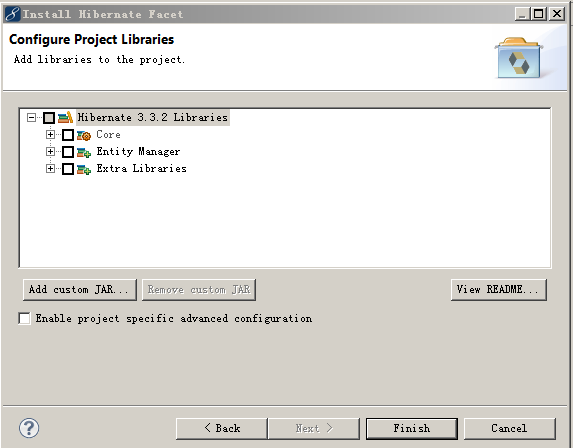 Install Hibernate Facet
Configure Project Libraries
Add libraries to the project.
Hibernate 3.3.2 Libraries
Core
Entity Manager
Extra Libraries
Add custom JAR... Remove custom JAR View README...
Enable project specific advanced configuration
? < Back Next > Finish Cancel